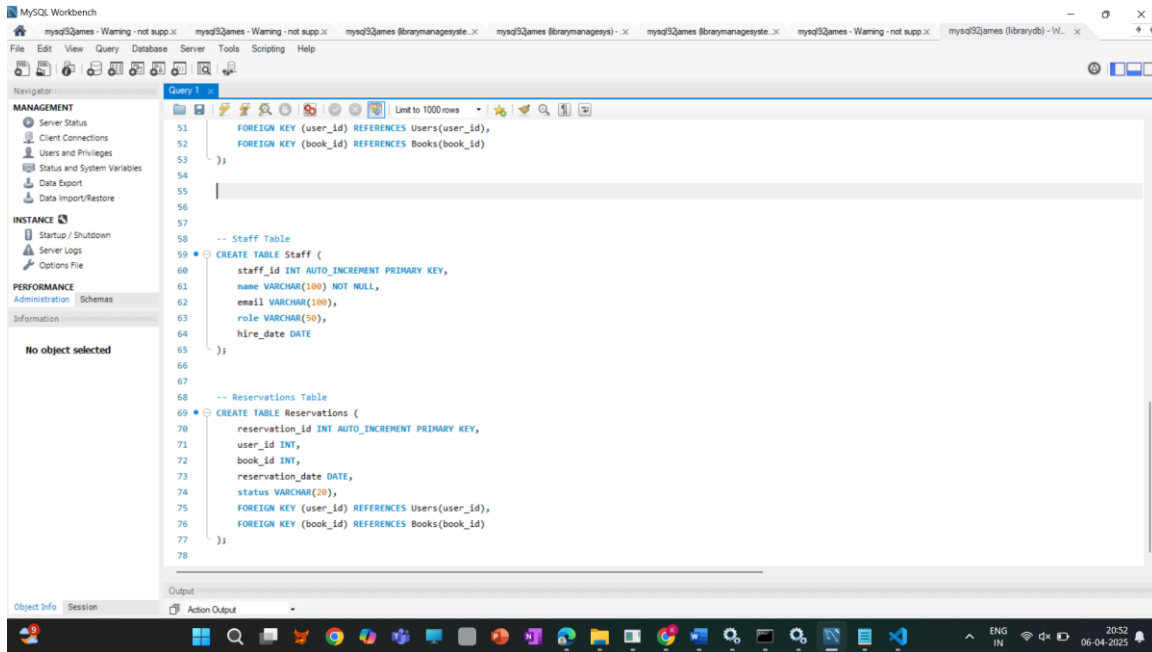 MySQL Workbench
mysql92james - Warning - not supp.. mysql92james - Warning - not supp.. mysql92james (librarymanagesyste.. mysql92james (librarymanagesys) - .. mysql92james (librarymanagesyste.. mysql92james - Warning - not supp.. mysql92james (librarydb) - W..
File Edit View Query Database Server Tools Scripting Help
Navigator
Query 1
MANAGEMENT
Server Status
Client Connections
Users and Privileges
Status and System Variables
Data Export
Data Import/Restore
INSTANCE
Startup / Shutdown
Server Logs
Options File
PERFORMANCE
Administration Schemas
Information
No object selected
Object Info Session
Limit to 1000 rows
51 FOREIGN KEY (user_id) REFERENCES Users(user_id),
52 FOREIGN KEY (book_id) REFERENCES Books(book_id)
53 );
54
55
56
57
58 -- Staff Table
59 CREATE TABLE Staff (
60 staff_id INT AUTO_INCREMENT PRIMARY KEY,
61 name VARCHAR(100) NOT NULL,
62 email VARCHAR(100),
63 role VARCHAR(50),
64 hire_date DATE
65 );
66
67
68 -- Reservations Table
69 CREATE TABLE Reservations (
70 reservation_id INT AUTO_INCREMENT PRIMARY KEY,
71 user_id INT,
72 book_id INT,
73 reservation_date DATE,
74 status VARCHAR(20),
75 FOREIGN KEY (user_id) REFERENCES Users(user_id),
76 FOREIGN KEY (book_id) REFERENCES Books(book_id)
77 );
78
Output
Action Output
9
ENG
IN
20:52
06-04-2025